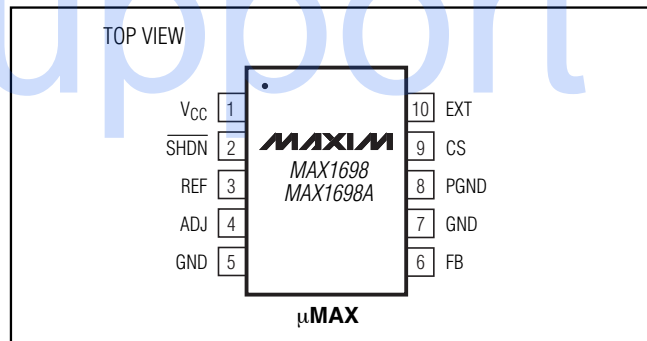 upport
TOP VIEW
VCC 1
SHDN 2
REF 3
ADJ 4
GND 5
MAXIM
MAX1698
MAX1698A
10 EXT
9 CS
8 PGND
7 GND
6 FB
µMAX